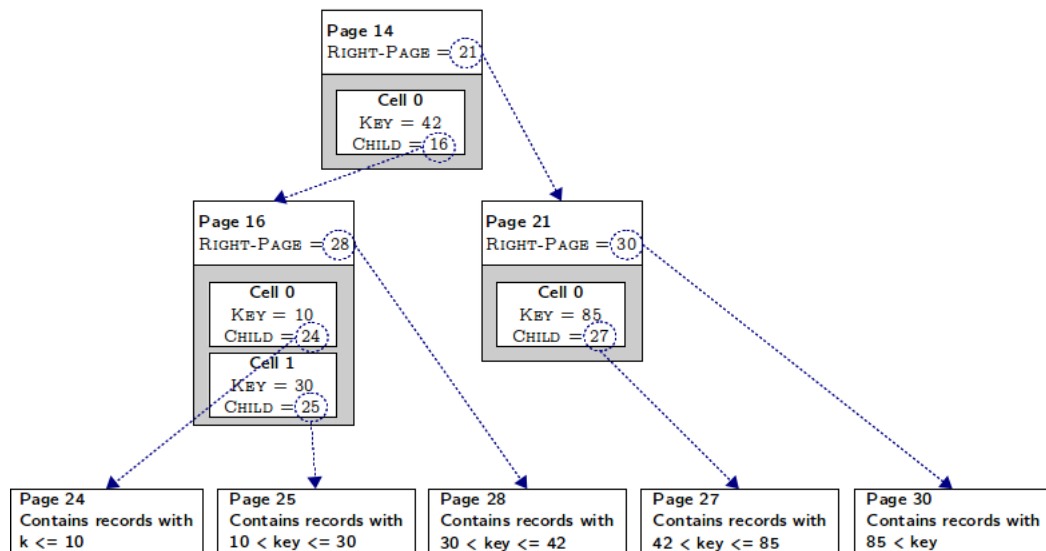 Page 14
RIGHT-PAGE = 21
Cell 0
KEY = 42
CHILD = 16
Page 16
RIGHT-PAGE = 28
Cell 0
KEY = 10
CHILD = 24
Cell 1
KEY = 30
CHILD = 25
Page 21
RIGHT-PAGE = 30
Cell 0
KEY = 85
CHILD = 27
Page 24
Contains records with
k <= 10
Page 25
Contains records with
10 < key <= 30
Page 28
Contains records with
30 < key <= 42
Page 27
Contains records with
42 < key <= 85
Page 30
Contains records with
85 < key